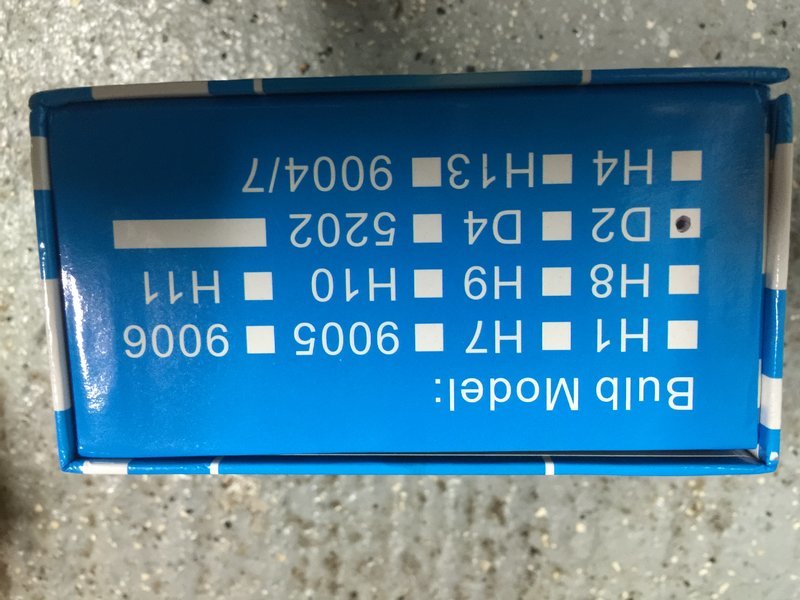 Bulb Model:
H1 H7 9005 9006
H8 H9 H10 H11
D2 D4 5202
H4 H13 9004/7